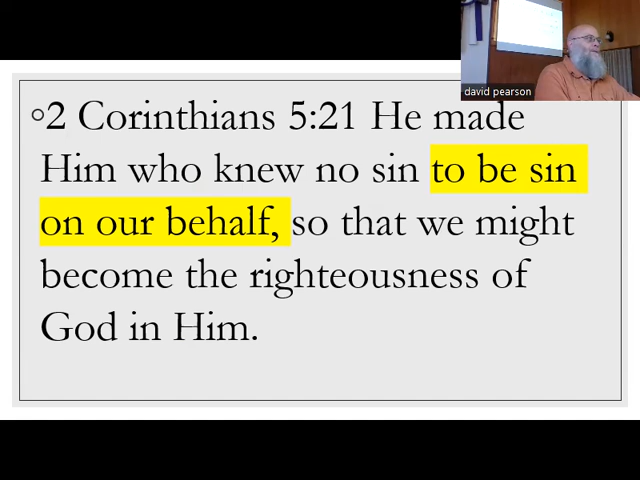 david pearson
◦2 Corinthians 5:21 He made
Him who knew no sin to be sin
on our behalf, so that we might
become the righteousness of
God in Him.